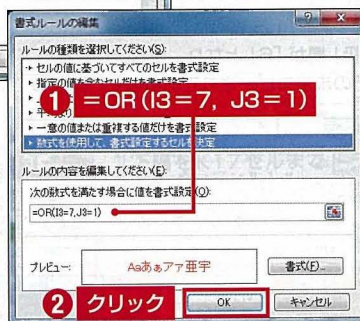 書式ルールの編集
ルールの種類を選択してください(S):
セルの値に基づいてすべてのセルを書式設定
1 =OR(I3=7, J3=1)
一意の値または重複する値だけを書式設定
数式を使用して、書式設定するセルを決定
ルールの内容を編集してください(E):
次の数式を満たす場合に値を書式設定(O):
=OR(I3=7,J3=1)
プレビュー:
Aaあぁアァ亜宇
書式(F)...
2 クリック
OK
キャンセル